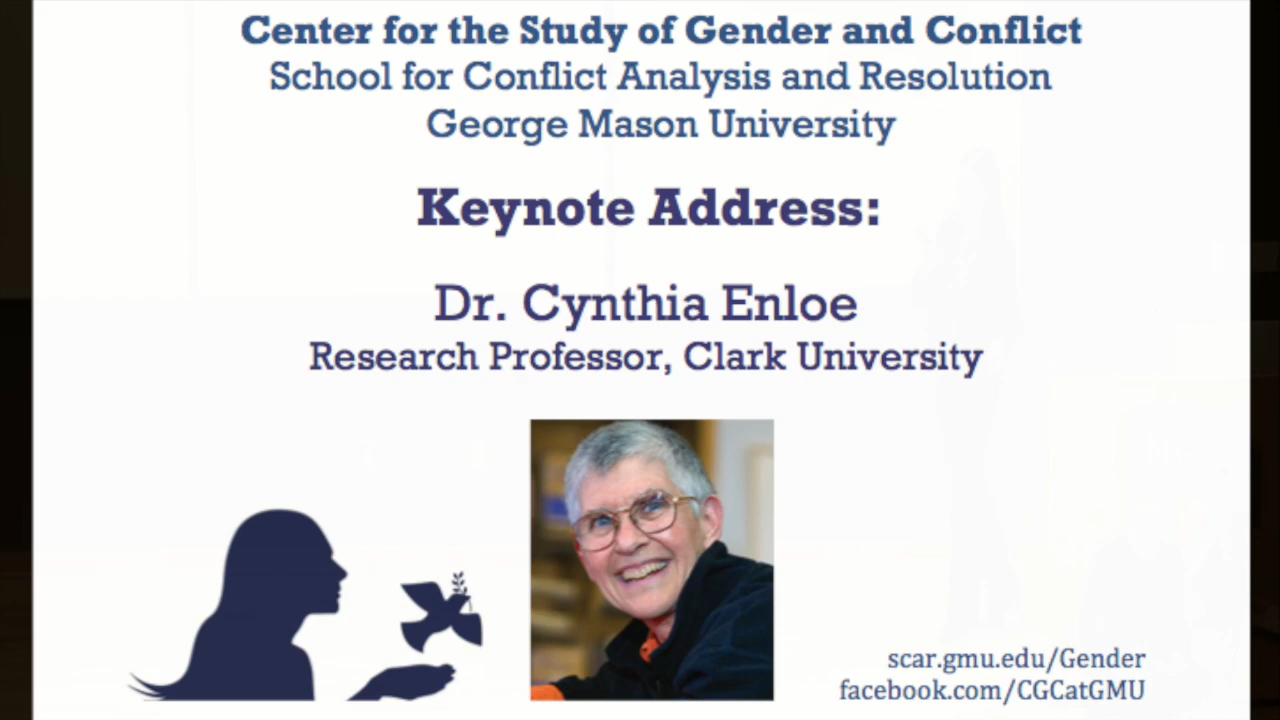 Center for the Study of Gender and Conflict
School for Conflict Analysis and Resolution
George Mason University
Keynote Address:
Dr. Cynthia Enloe
Research Professor, Clark University
scar.gmu.edu/Gender
facebook.com/CGCatGMU